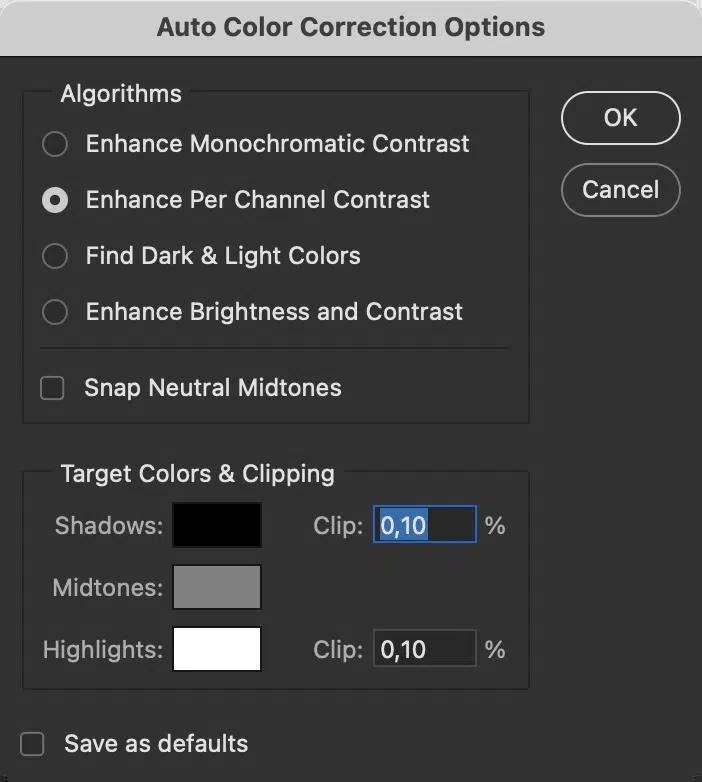 Auto Color Correction Options
Algorithms
Enhance Monochromatic Contrast
Enhance Per Channel Contrast
Find Dark & Light Colors
Enhance Brightness and Contrast
Snap Neutral Midtones
OK
Cancel
Target Colors & Clipping
Shadows: Clip: 0,10 %
Midtones:
Highlights: Clip: 0,10 %
Save as defaults